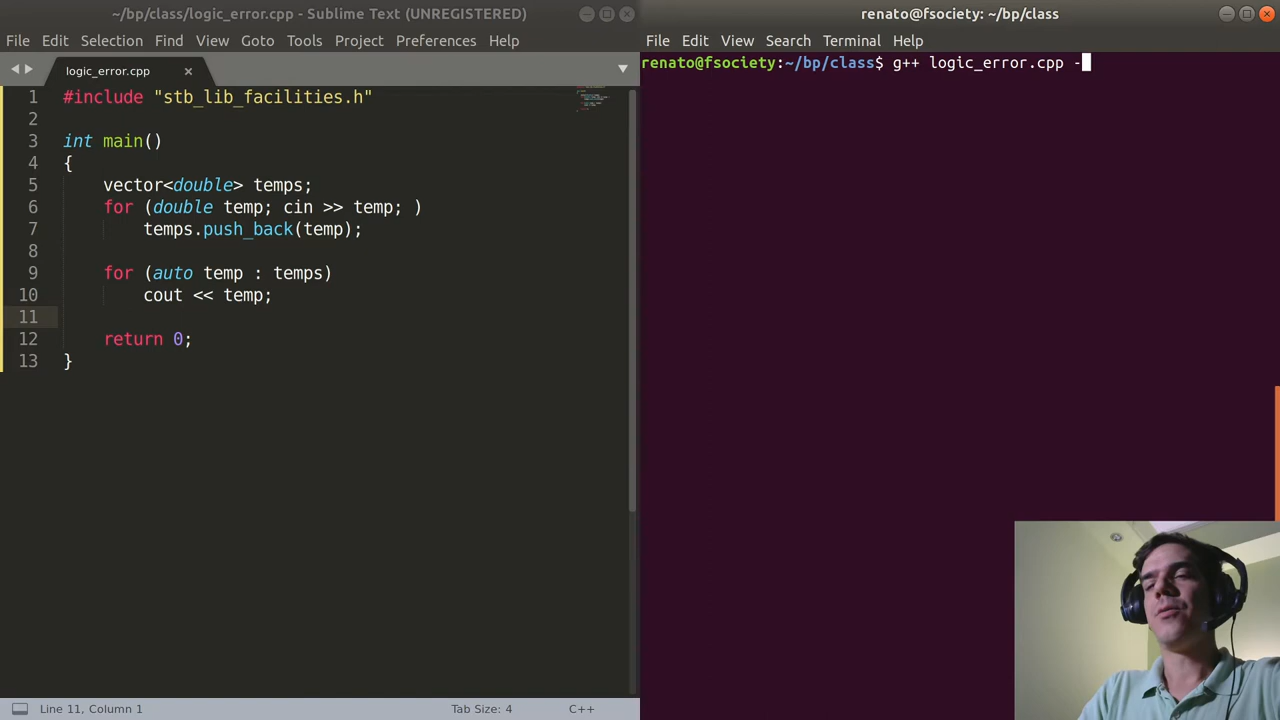 ~/bp/class/logic_error.cpp - Sublime Text (UNREGISTERED)
File Edit Selection Find View Goto Tools Project Preferences Help
logic_error.cpp ×
1 #include "stb_lib_facilities.h"
2
3 int main()
4 {
5 vector<double> temps;
6 for (double temp; cin >> temp; )
7 temps.push_back(temp);
8
9 for (auto temp : temps)
10 cout << temp;
11
12 return 0;
13 }
Line 11, Column 1 Tab Size: 4 C++
renato@fsociety: ~/bp/class
File Edit View Search Terminal Help
renato@fsociety:~/bp/class$ g++ logic_error.cpp -